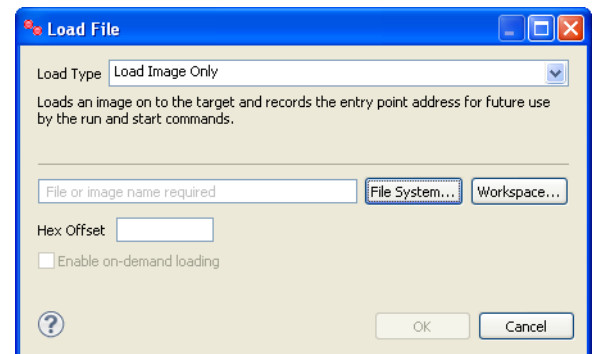 Load File
Load Type Load Image Only
Loads an image on to the target and records the entry point address for future use
by the run and start commands.
File or image name required File System... Workspace...
Hex Offset
Enable on-demand loading
? OK Cancel